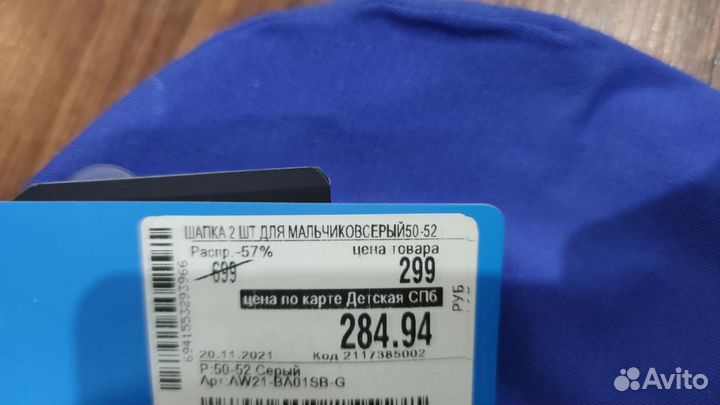 ШАПКА 2 ШТ ДЛЯ МАЛЬЧИКОВСЕРЫЙ50-52
Распр.-57% цена товара
699 299
цена по карте Детская СПб
284.94 РУБ
20.11.2021 Код 2117385002
Р:50-52 Серый
Арт:AW21-BA01SB-G
6941553293966
Avito